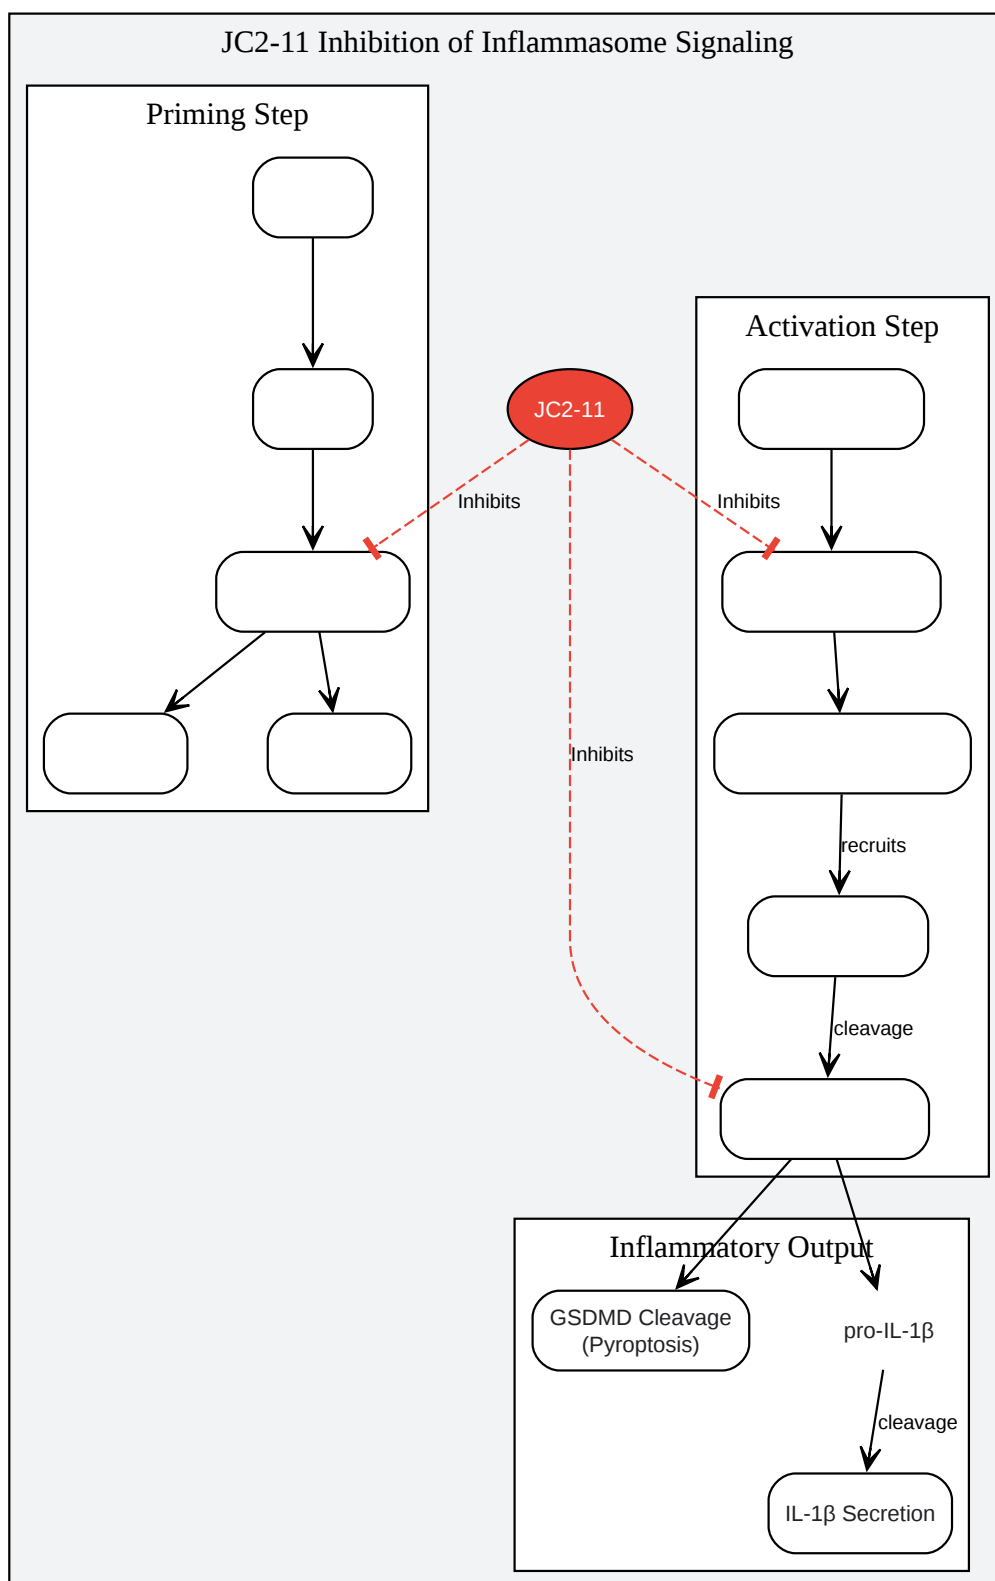 JC2-11 Inhibition of Inflammasome Signaling
Priming Step
Activation Step
JC2-11
Inhibits
Inhibits
Inhibits
recruits
cleavage
Inflammatory Output
GSDMD Cleavage
(Pyroptosis)
pro-IL-1β
cleavage
IL-1β Secretion